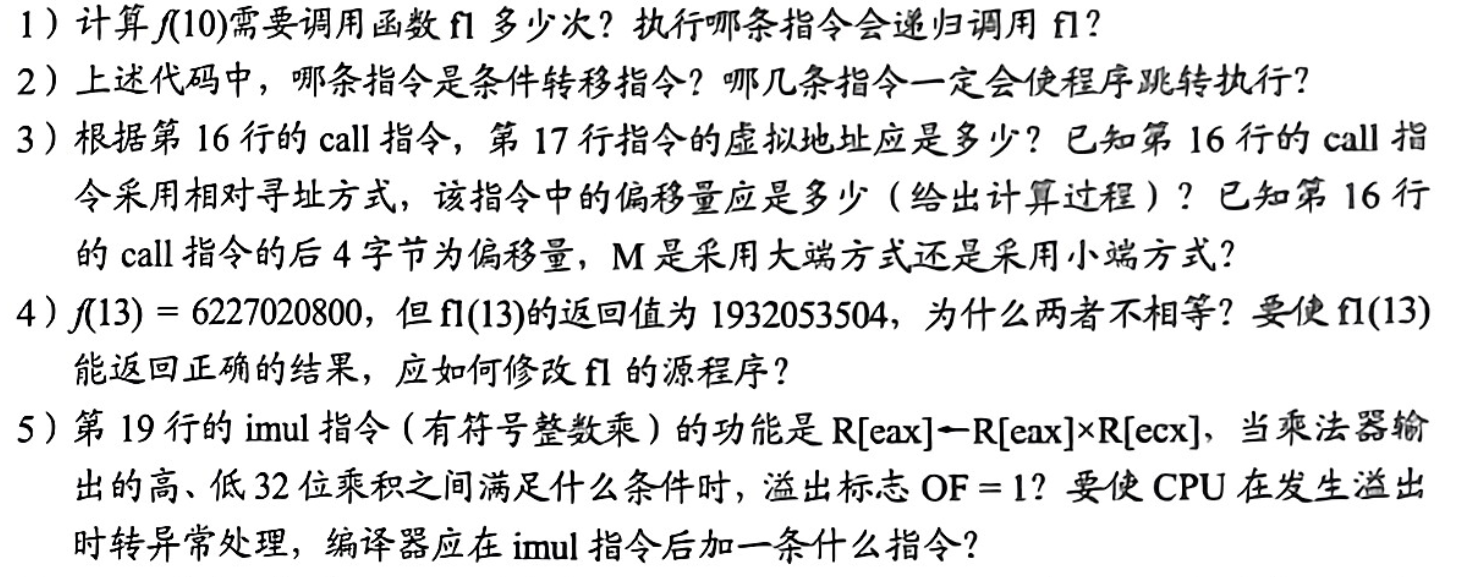 1）计算f(10)需要调用函数 f1 多少次？执行哪条指令会递归调用 f1？
2）上述代码中，哪条指令是条件转移指令？哪几条指令一定会使程序跳转执行？
3）根据第 16 行的 call 指令，第 17 行指令的虚拟地址应是多少？已知第 16 行的 call 指
令采用相对寻址方式，该指令中的偏移量应是多少（给出计算过程）？已知第 16 行
的 call 指令的后 4 字节为偏移量，M 是采用大端方式还是采用小端方式？
4）f(13) = 6227020800，但 f1(13)的返回值为 1932053504，为什么两者不相等？要使 f1(13)
能返回正确的结果，应如何修改 f1 的源程序？
5）第 19 行的 imul 指令（有符号整数乘）的功能是 R[eax]←R[eax]×R[ecx]，当乘法器输
出的高、低 32 位乘积之间满足什么条件时，溢出标志 OF = 1？要使 CPU 在发生溢出
时转异常处理，编译器应在 imul 指令后加一条什么指令？